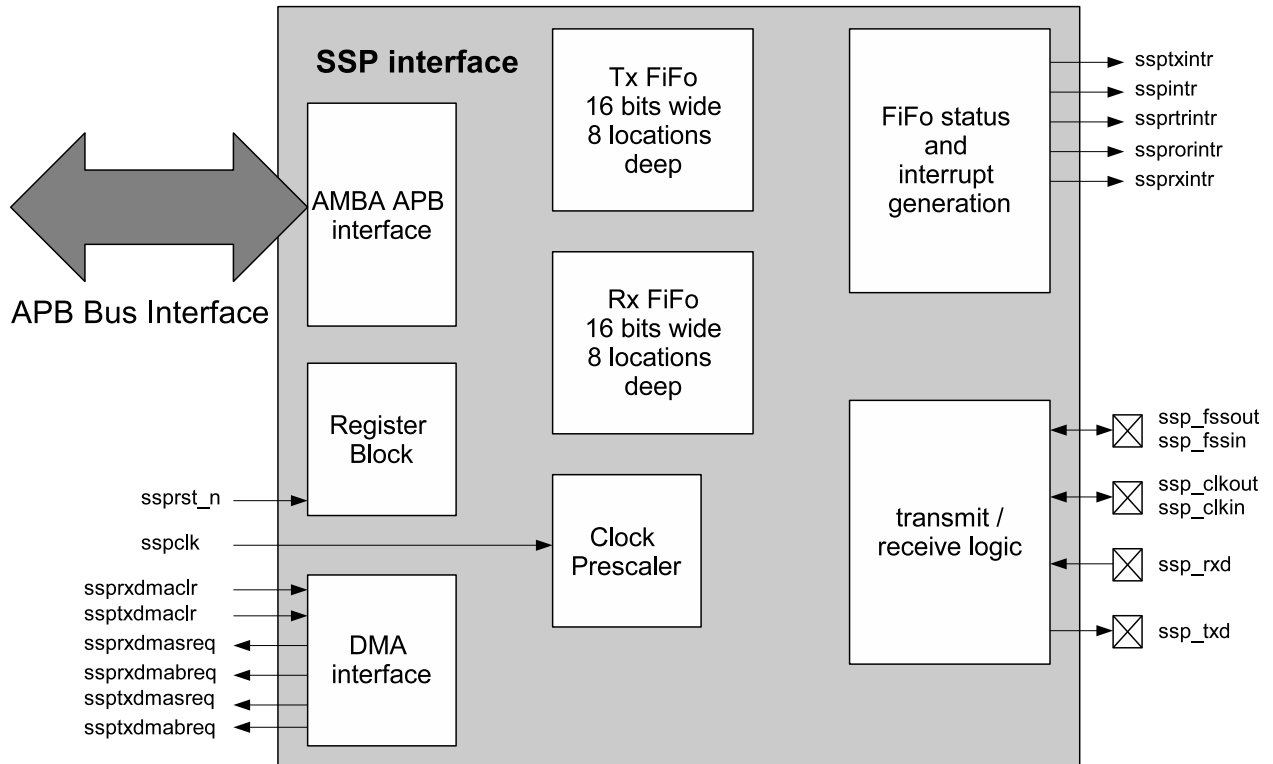 SSP interface
AMBA APB
interface
APB Bus Interface
Register
Block
ssprst_n
sspclk
ssprxdmaclr
ssptxdmaclr
ssprxdmasreq
ssprxdmabreq
ssptxdmasreq
ssptxdmabreq
DMA
interface
Tx FiFo
16 bits wide
8 locations
deep
Rx FiFo
16 bits wide
8 locations
deep
Clock
Prescaler
FiFo status
and
interrupt
generation
ssptxintr
sspintr
ssprtrintr
ssprorintr
ssprxintr
transmit /
receive logic
ssp_fssout
ssp_fssin
ssp_clkout
ssp_clkin
ssp_rxd
ssp_txd